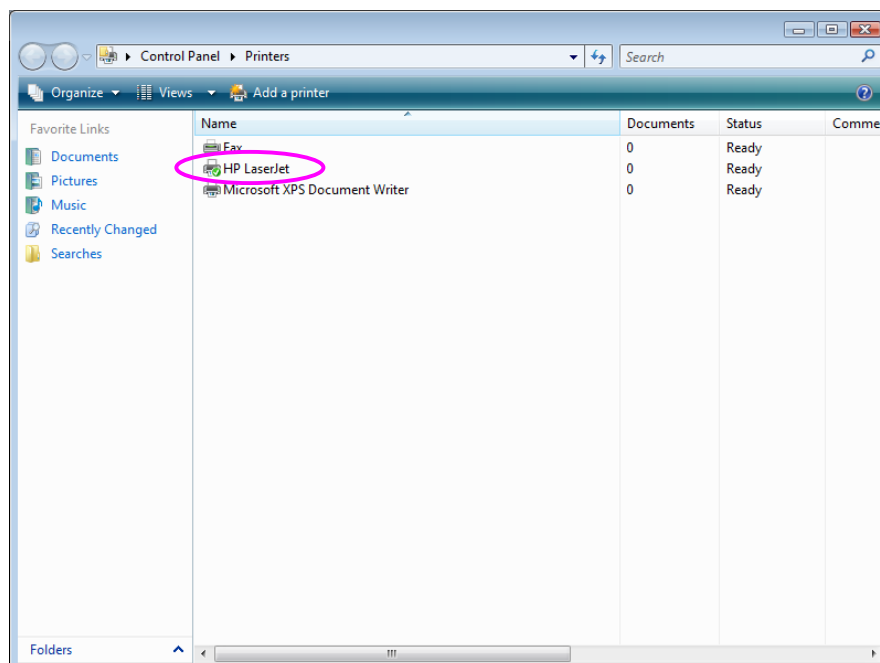 Control Panel Printers Search
Organize Views Add a printer
Favorite Links
Documents
Pictures
Music
Recently Changed
Searches
Folders
Name Documents Status Comme
Fax 0 Ready
HP LaserJet 0 Ready
Microsoft XPS Document Writer 0 Ready